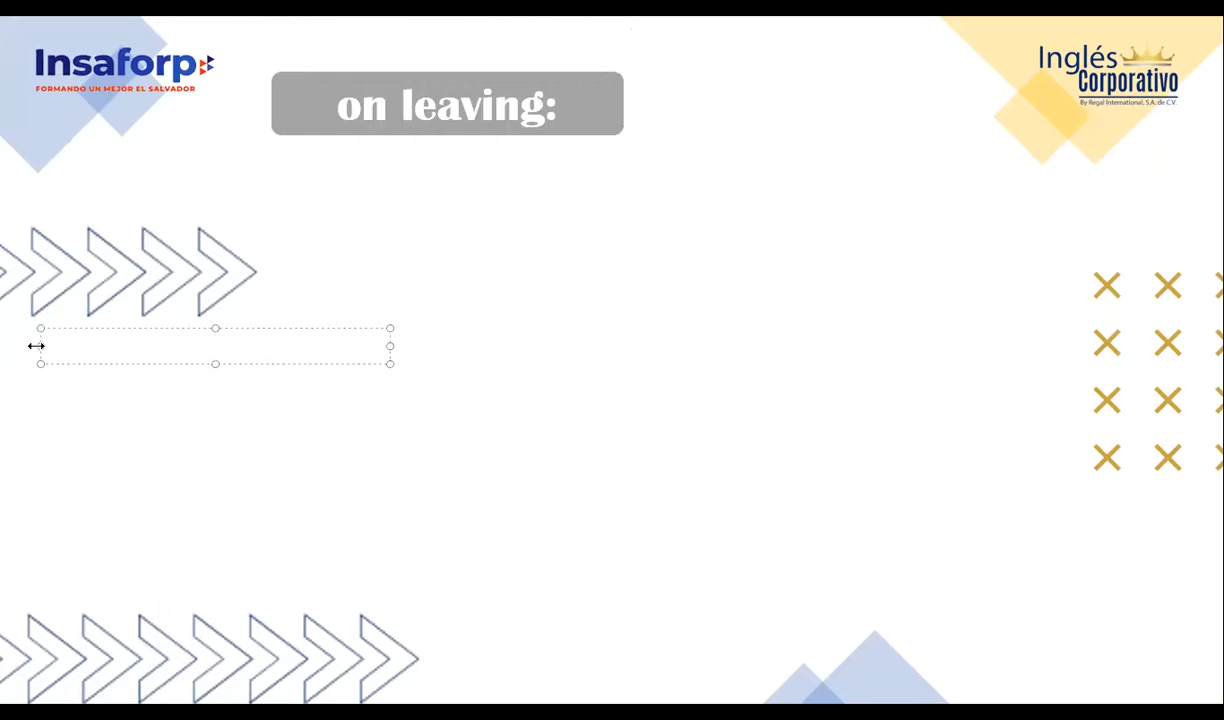 Insaforp
FORMANDO UN MEJOR EL SALVADOR
on leaving:
Inglés
Corporativo
By Regal International, S.A. de C.V.